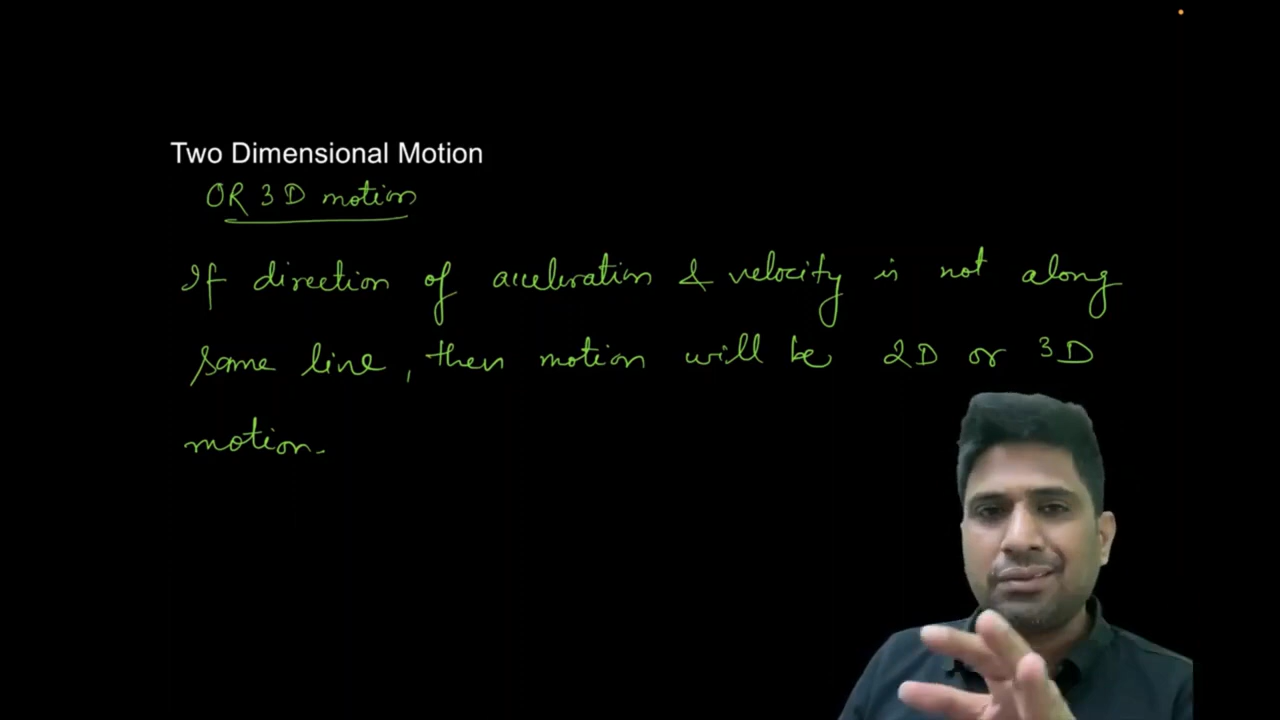 Two Dimensional Motion
OR 3D motion
If direction of acceleration & velocity is not along
same line, then motion will be 2D or 3D
motion.